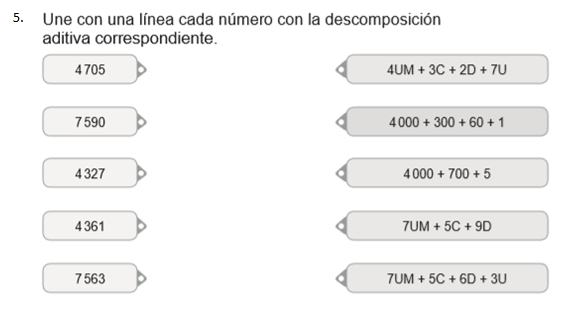 5. Une con una línea cada número con la descomposición
aditiva correspondiente.
4 705 4UM + 3C + 2D + 7U
7 590 4 000 + 300 + 60 + 1
4 327 4 000 + 700 + 5
4 361 7UM + 5C + 9D
7 563 7UM + 5C + 6D + 3U